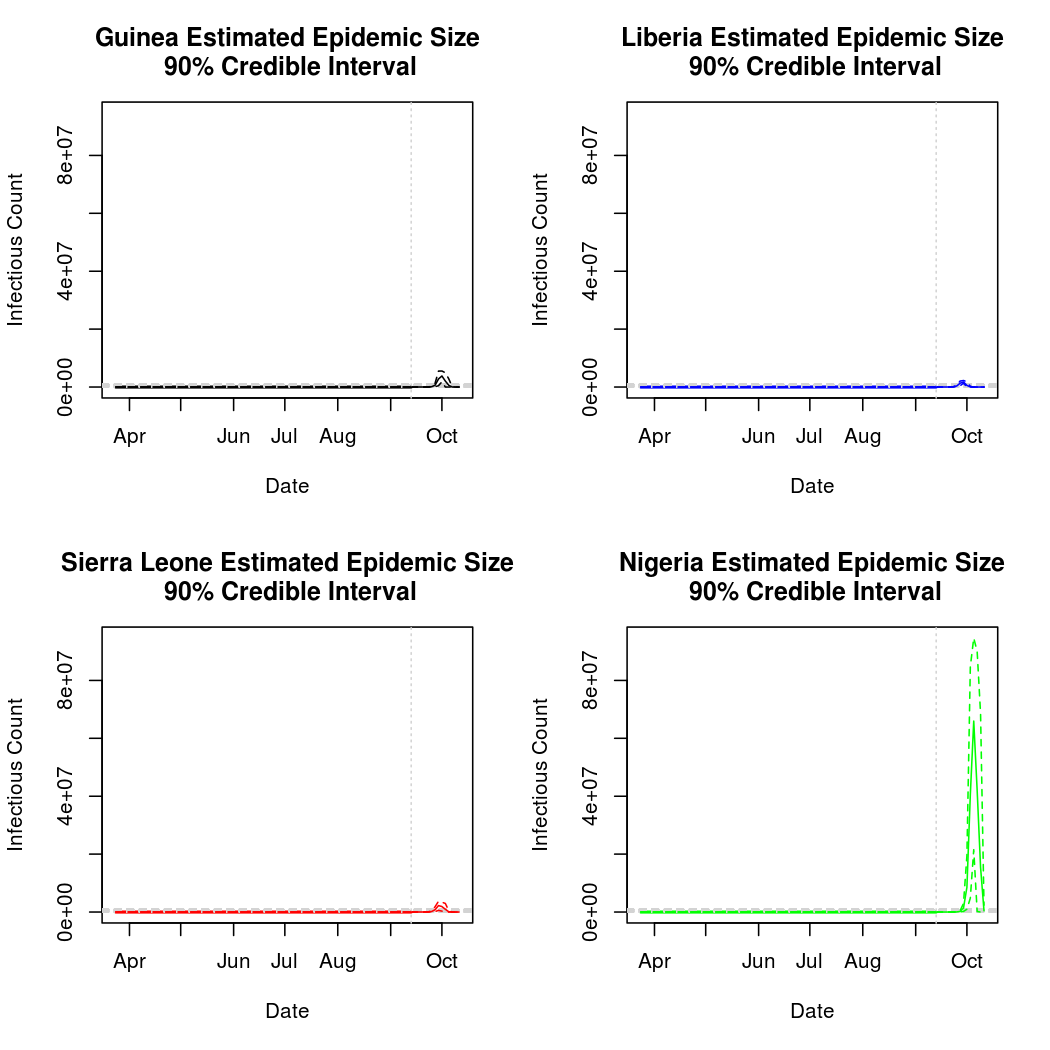 Guinea Estimated Epidemic Size
90% Credible Interval
Infectious Count
8e+07
4e+07
0e+00
Apr Jun Jul Aug Oct
Date
Liberia Estimated Epidemic Size
90% Credible Interval
Infectious Count
8e+07
4e+07
0e+00
Apr Jun Jul Aug Oct
Date
Sierra Leone Estimated Epidemic Size
90% Credible Interval
Infectious Count
8e+07
4e+07
0e+00
Apr Jun Jul Aug Oct
Date
Nigeria Estimated Epidemic Size
90% Credible Interval
Infectious Count
8e+07
4e+07
0e+00
Apr Jun Jul Aug Oct
Date